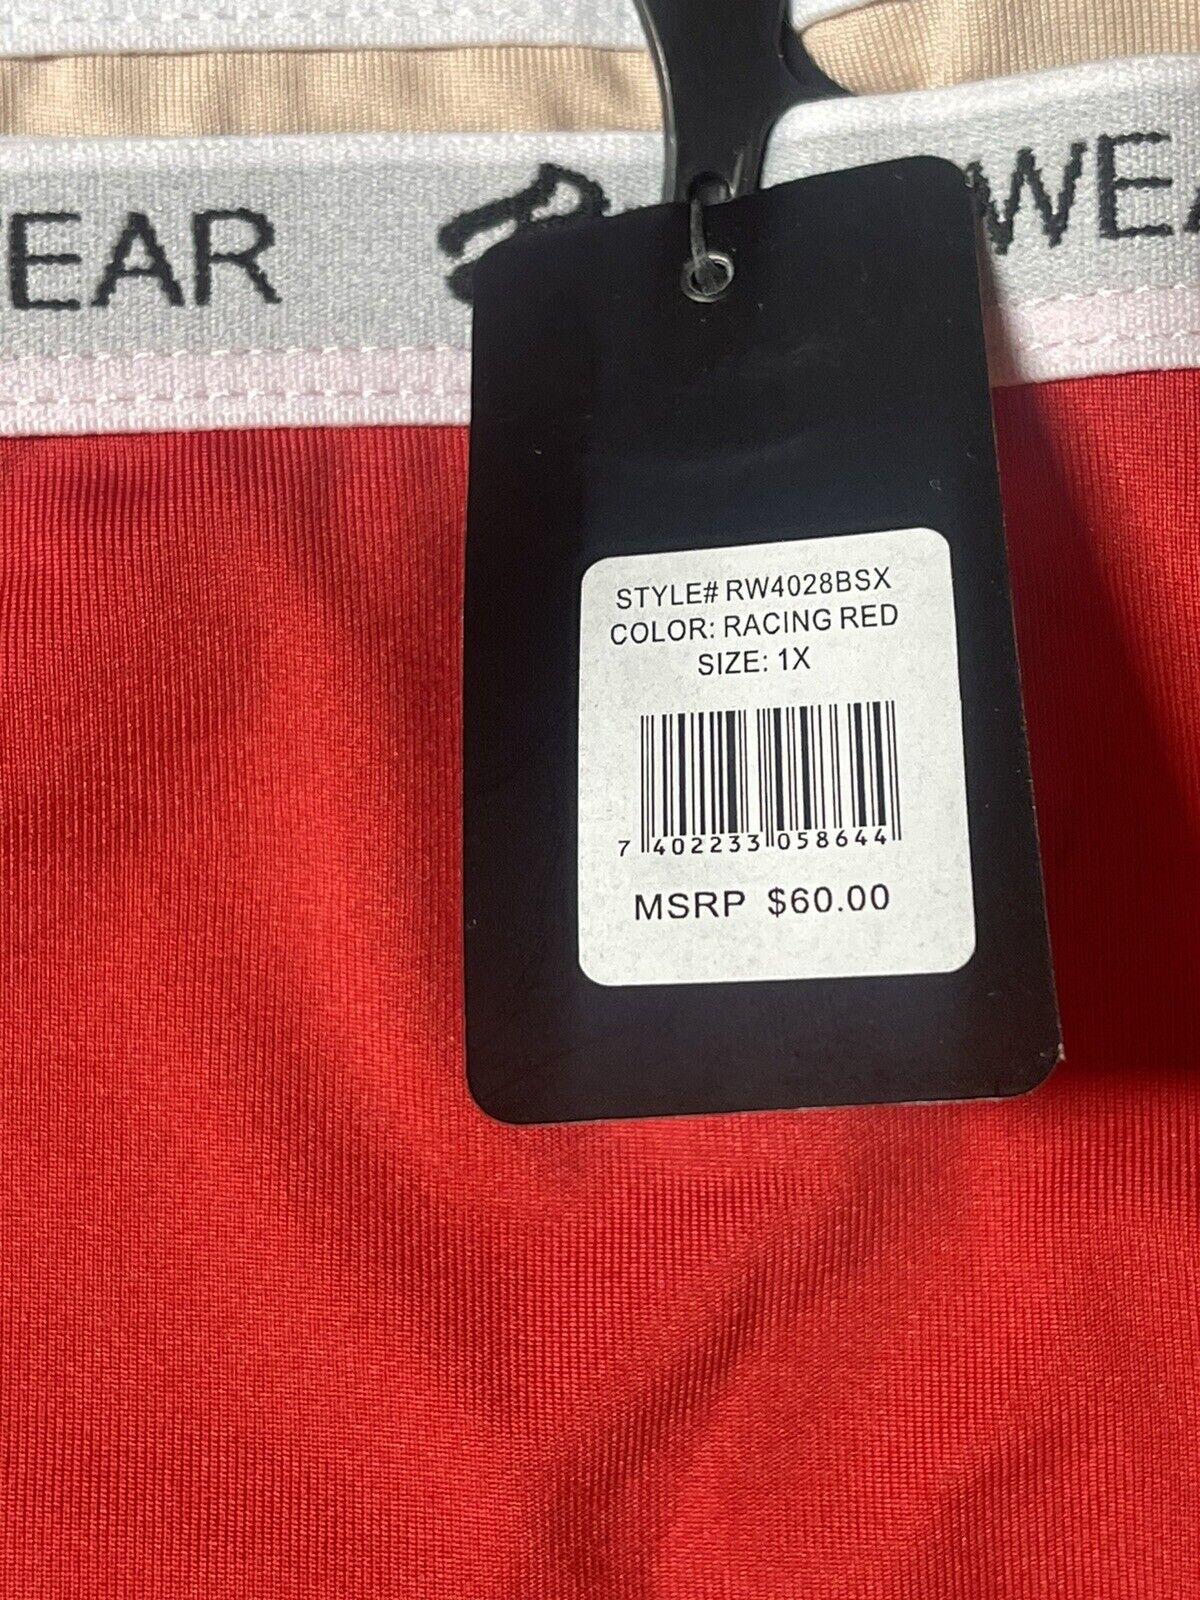 EAR
WEA
STYLE# RW4028BSX
COLOR: RACING RED
SIZE: 1X
7 402233 058644
MSRP $60.00